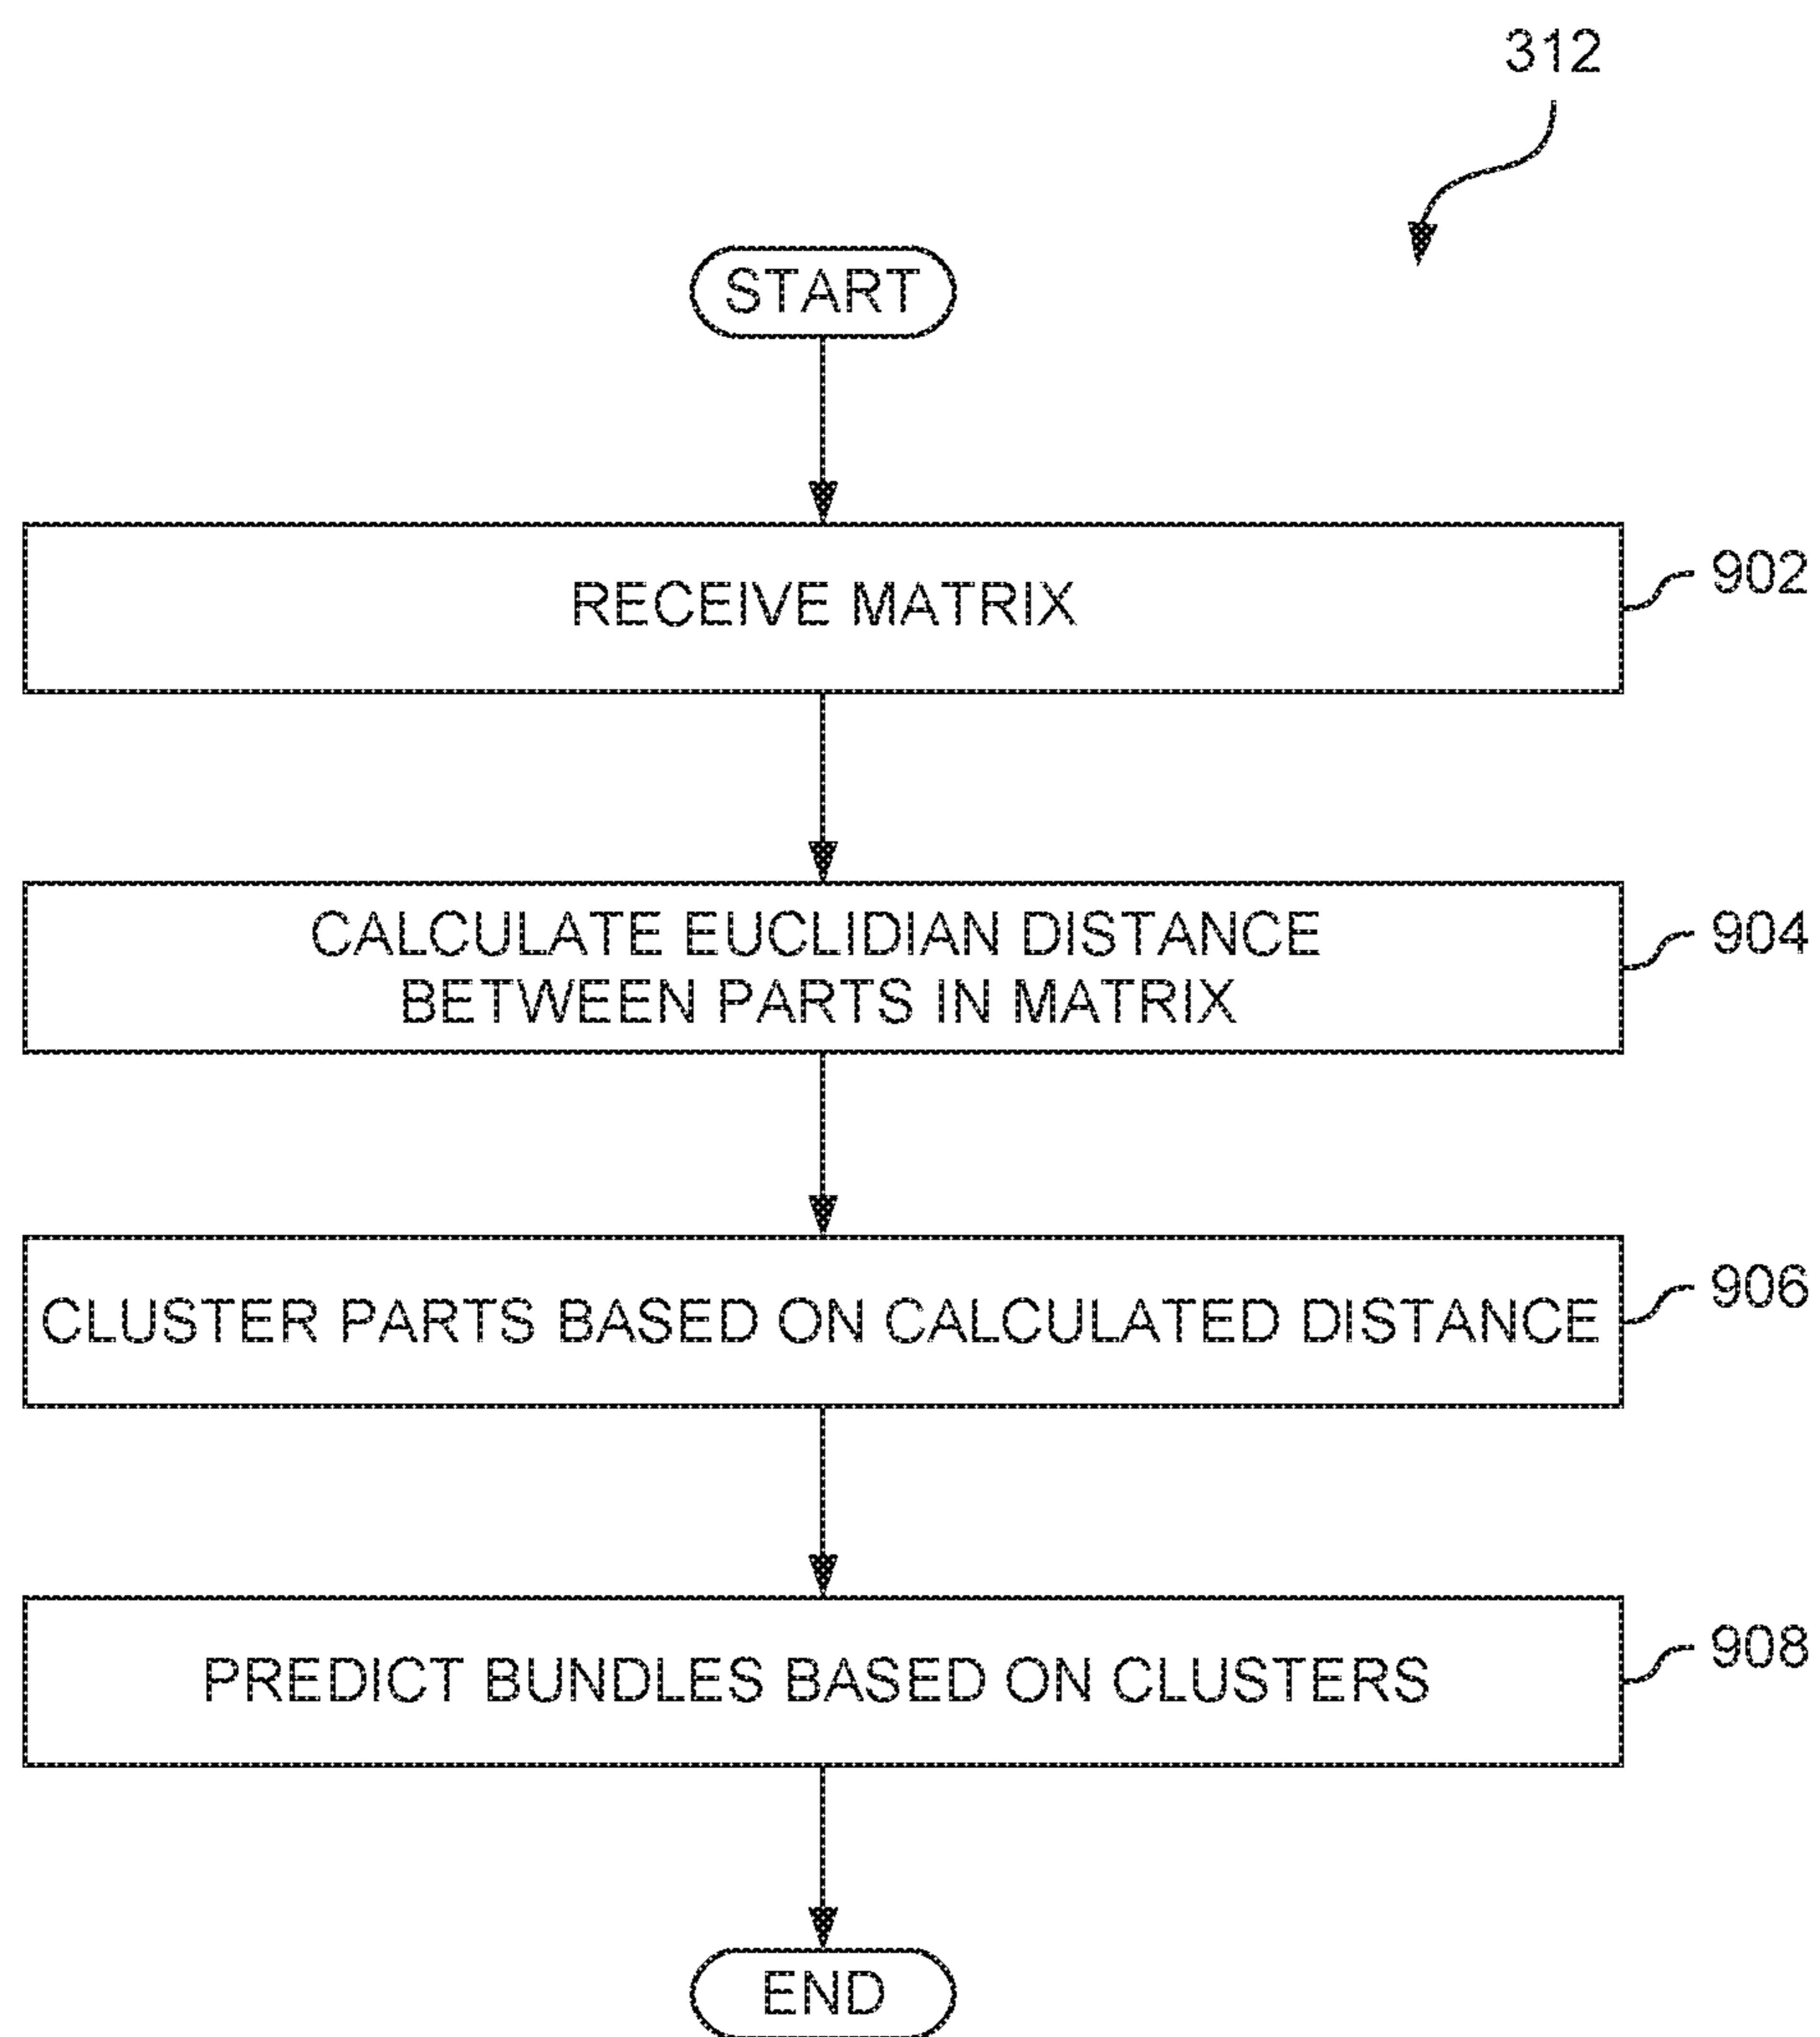 312
START
RECEIVE MATRIX
902
CALCULATE EUCLIDIAN DISTANCE
BETWEEN PARTS IN MATRIX
904
CLUSTER PARTS BASED ON CALCULATED DISTANCE
906
PREDICT BUNDLES BASED ON CLUSTERS
908
END